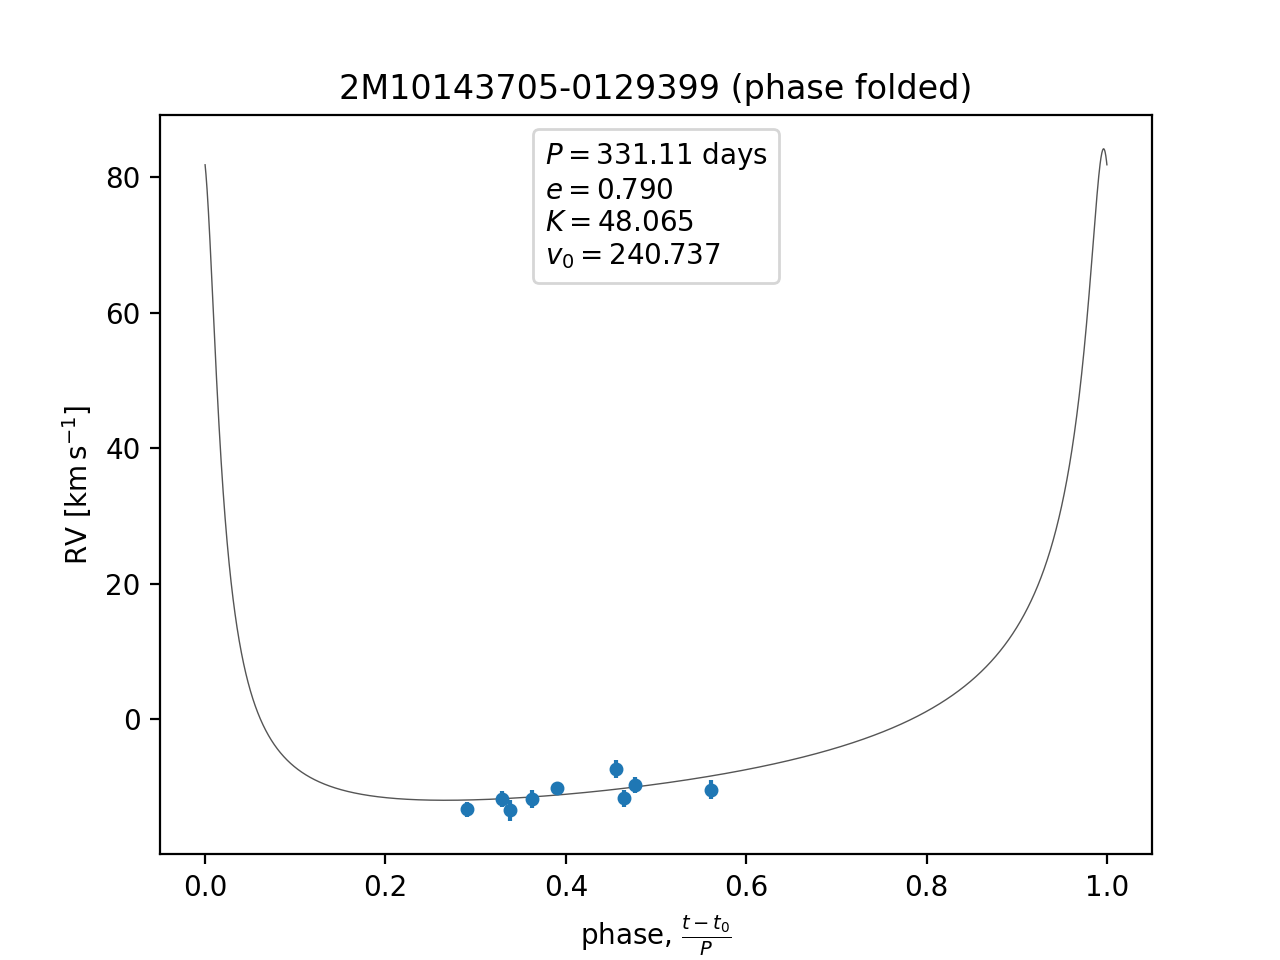 2M10143705-0129399 (phase folded)
P = 331.11 days
e = 0.790
K = 48.065
v₀ = 240.737
80
60
40
20
0
RV [km s⁻¹]
0.0 0.2 0.4 0.6 0.8 1.0
phase, (t − t₀)/P